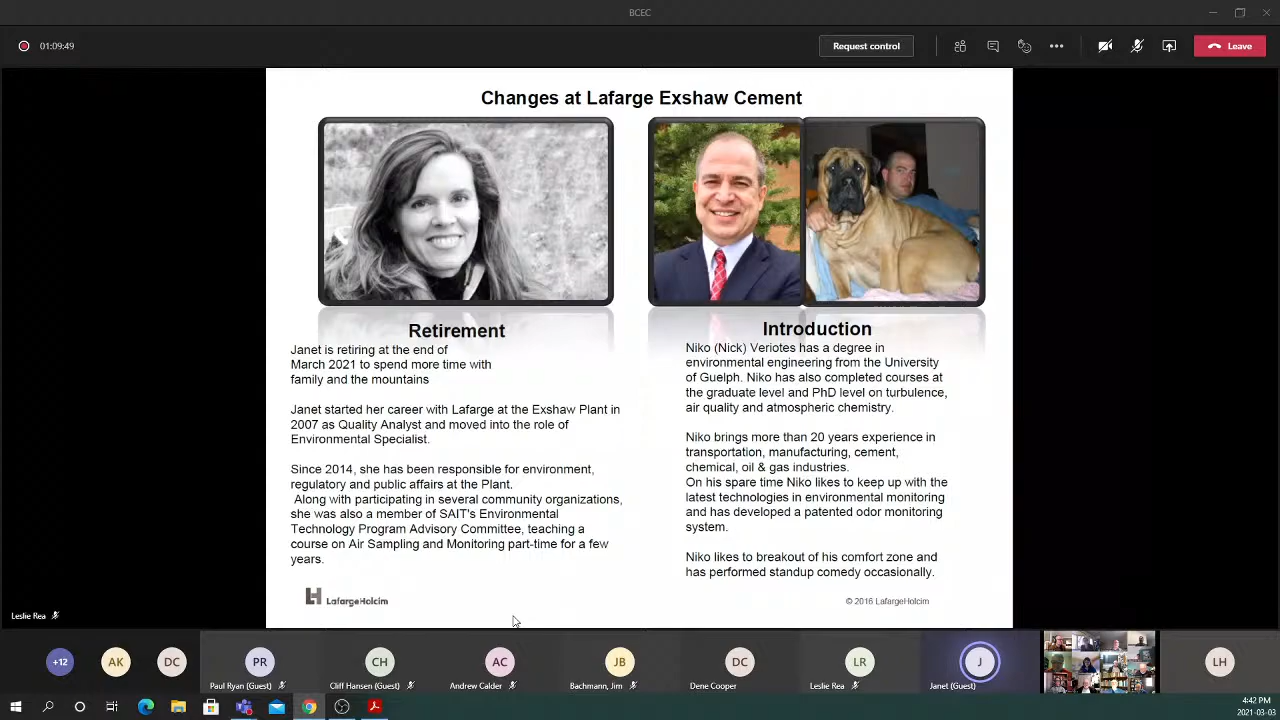 BCEC
01:09:49
Request control
Leave
Changes at Lafarge Exshaw Cement
Retirement
Janet is retiring at the end of
March 2021 to spend more time with
family and the mountains
Janet started her career with Lafarge at the Exshaw Plant in
2007 as Quality Analyst and moved into the role of
Environmental Specialist.
Since 2014, she has been responsible for environment,
regulatory and public affairs at the Plant.
Along with participating in several community organizations,
she was also a member of SAIT's Environmental
Technology Program Advisory Committee, teaching a
course on Air Sampling and Monitoring part-time for a few
years.
LafargeHolcim
Introduction
Niko (Nick) Veriotes has a degree in
environmental engineering from the University
of Guelph. Niko has also completed courses at
the graduate level and PhD level on turbulence,
air quality and atmospheric chemistry.
Niko brings more than 20 years experience in
transportation, manufacturing, cement,
chemical, oil & gas industries.
On his spare time Niko likes to keep up with the
latest technologies in environmental monitoring
and has developed a patented odor monitoring
system.
Niko likes to breakout of his comfort zone and
has performed standup comedy occasionally.
© 2016 LafargeHolcim
Leslie Rea
+12
AK
DC
PR
Paul Ryan (Guest)
CH
Cliff Hansen (Guest)
AC
Andrew Calder
JB
Bachmann, Jim
DC
Dene Cooper
LR
Leslie Rea
J
Janet (Guest)
LH
4:42 PM
2021-03-03